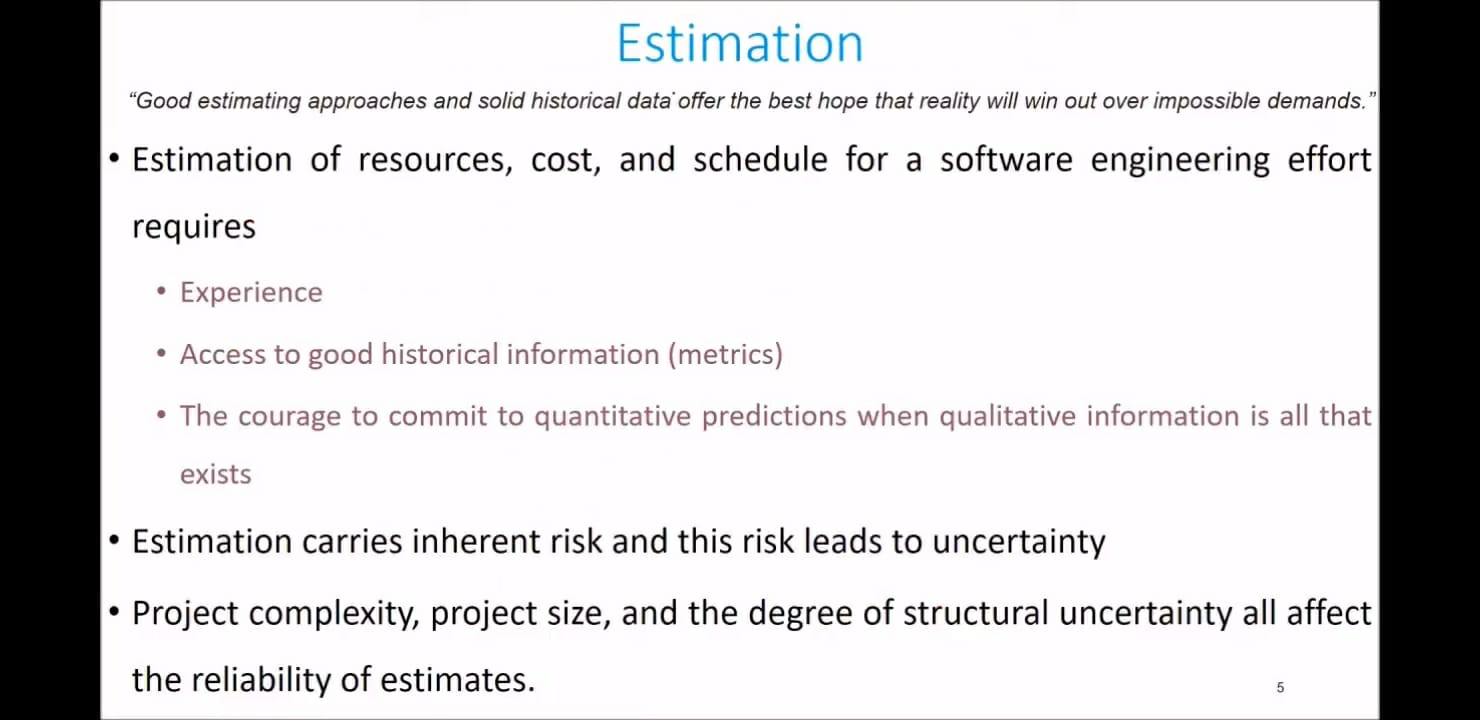 Estimation
“Good estimating approaches and solid historical data offer the best hope that reality will win out over impossible demands.”
• Estimation of resources, cost, and schedule for a software engineering effort
requires
• Experience
• Access to good historical information (metrics)
• The courage to commit to quantitative predictions when qualitative information is all that
exists
• Estimation carries inherent risk and this risk leads to uncertainty
• Project complexity, project size, and the degree of structural uncertainty all affect
the reliability of estimates.
5